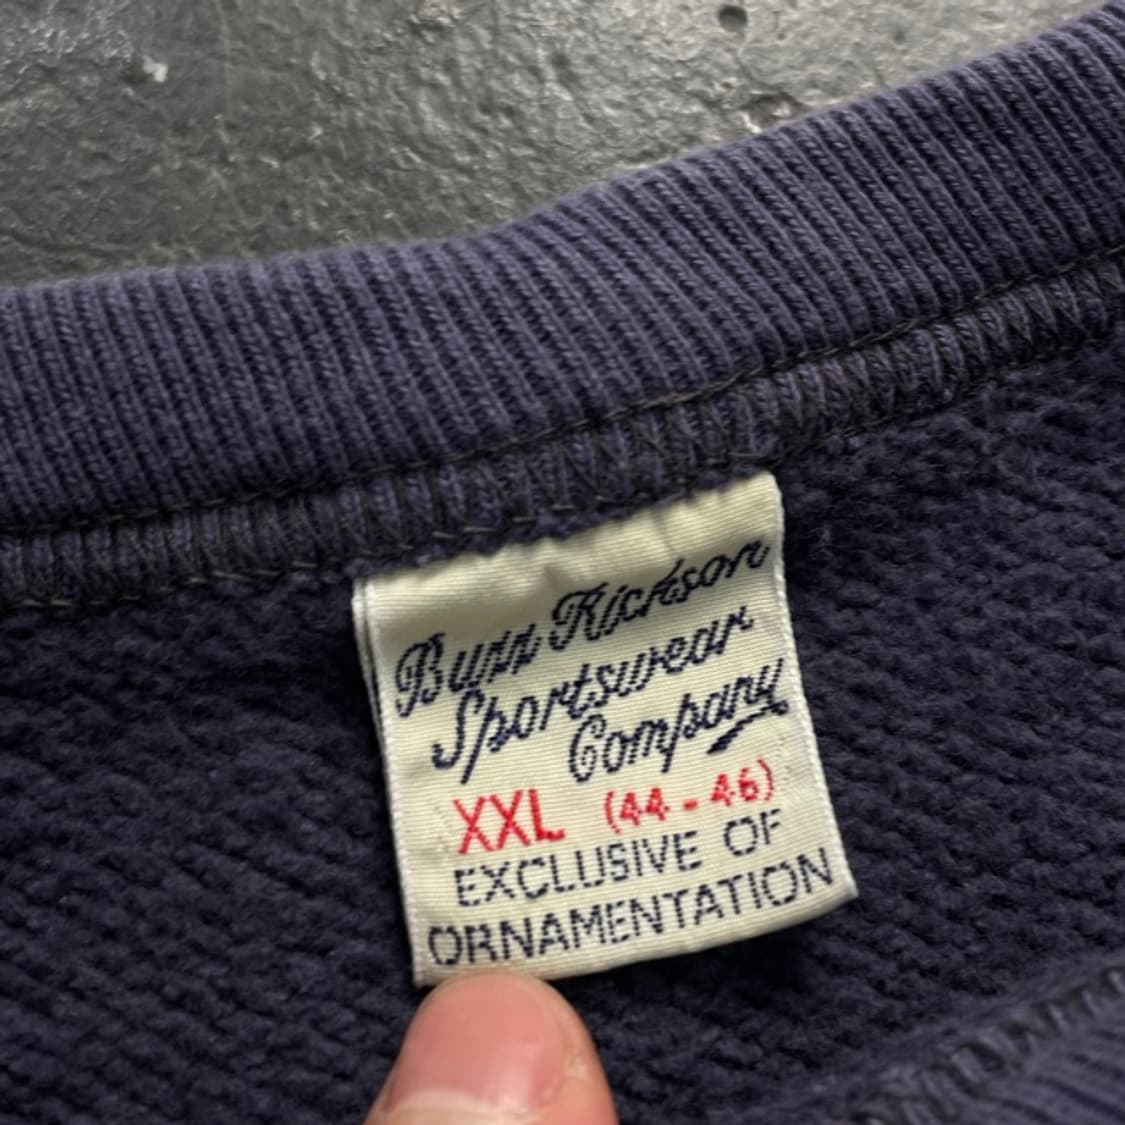 Buzz Rickson
Sportswear
Company
XXL (44-46)
EXCLUSIVE OF
ORNAMENTATION